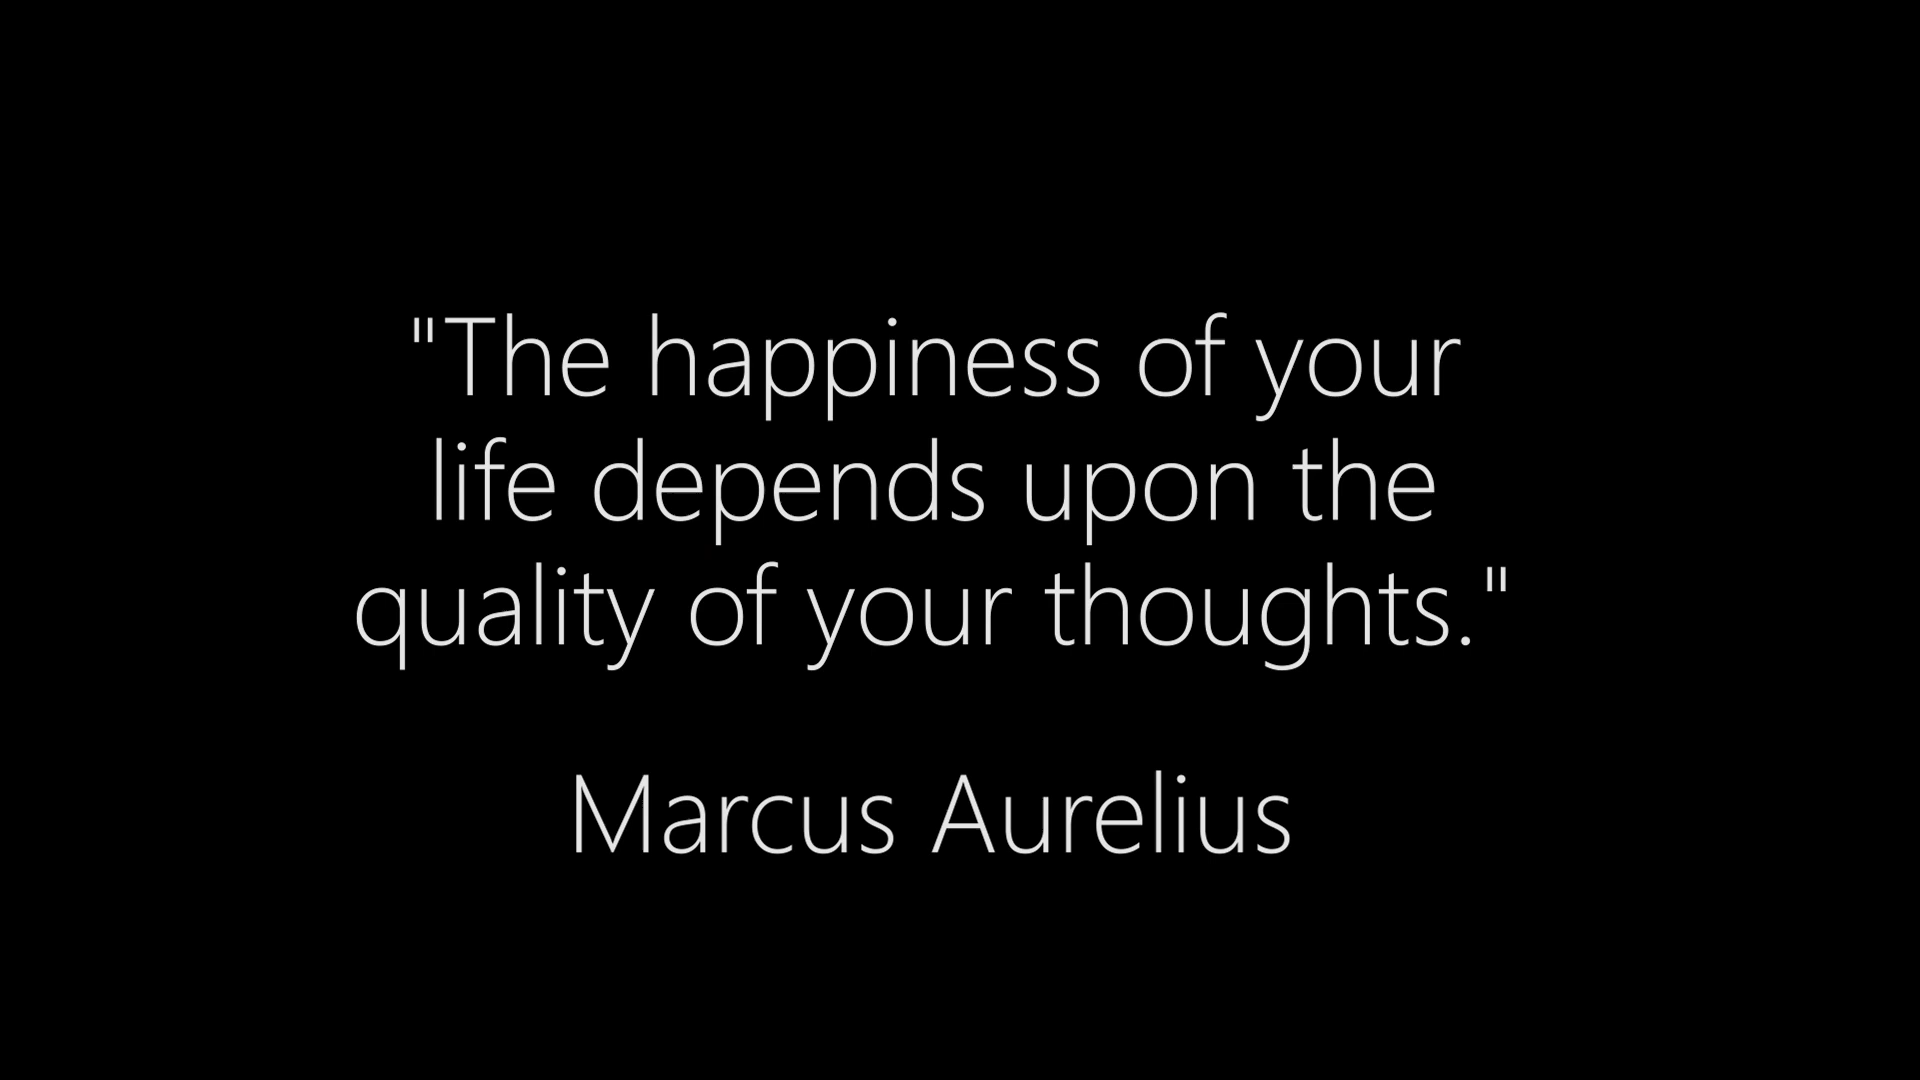 "The happiness of your
life depends upon the
quality of your thoughts."
Marcus Aurelius